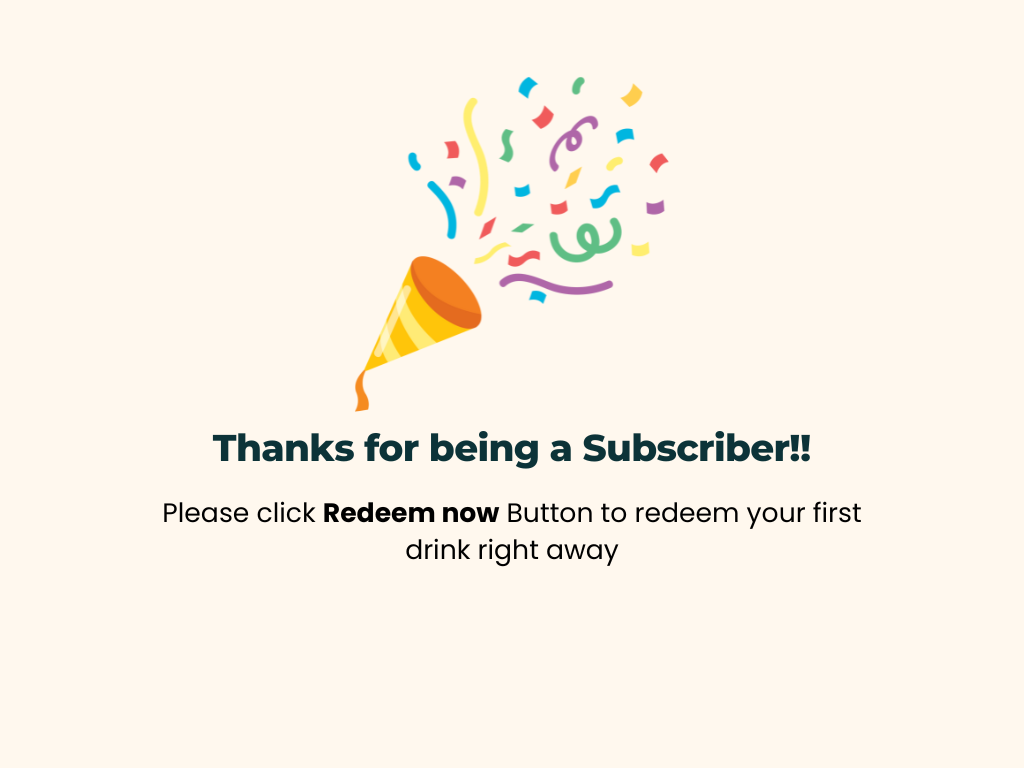 Thanks for being a Subscriber!!
Please click Redeem now Button to redeem your first
drink right away